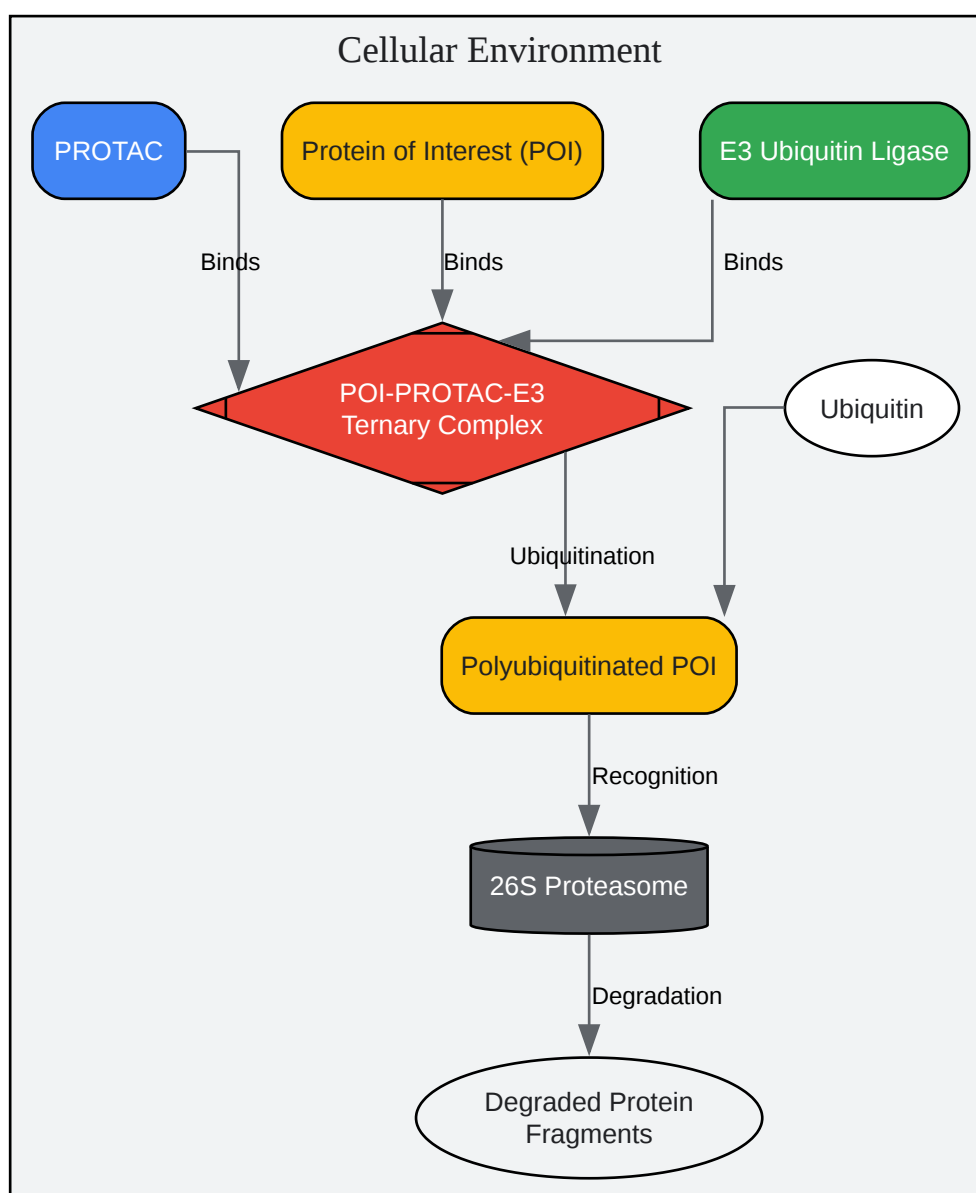 Cellular Environment
PROTAC
Protein of Interest (POI)
E3 Ubiquitin Ligase
Binds
Binds
Binds
POI-PROTAC-E3
Ternary Complex
Ubiquitin
Ubiquitination
Polyubiquitinated POI
Recognition
26S Proteasome
Degradation
Degraded Protein
Fragments